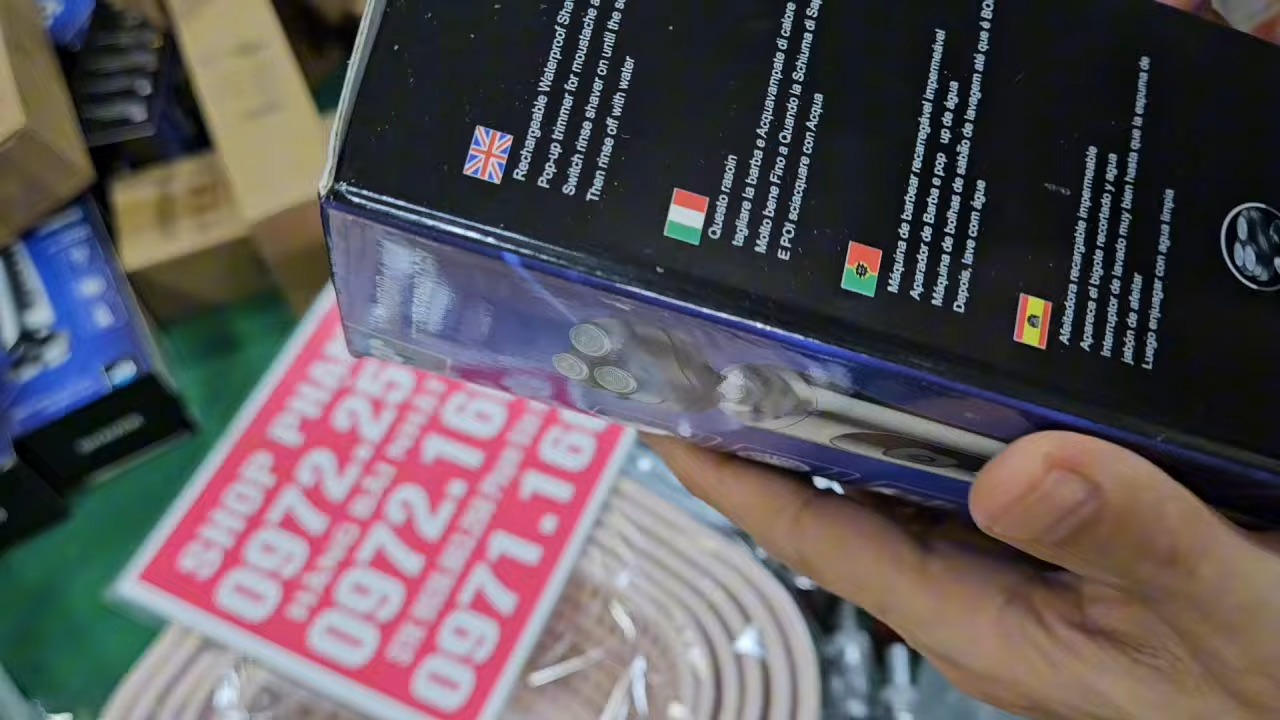 Rechargeable Waterproof
Pop-up trimmer for moustache
Switch rinse shaver on until the
Then rinse off with water
Questo rasoin
tagliare la barba e Acquavampate di calore
Molto bene Fino a Quando la Schiuma di
E POI sciacquare con Acqua
Máquina de barbear recarregável Impermeável
Aparador de Barba e pop up de água
Máquina de bolhas de sabão de lavagem até que é
Depois, lave com água
Afeitadora recargable impermeable
Aparece el bigote recortado y agua
Interruptor de lavado muy bien hasta que la espuma de
jabón de afeitar
Luego enjuagar con agua limpia
SHOP
0972.25
0972.16
0971.16